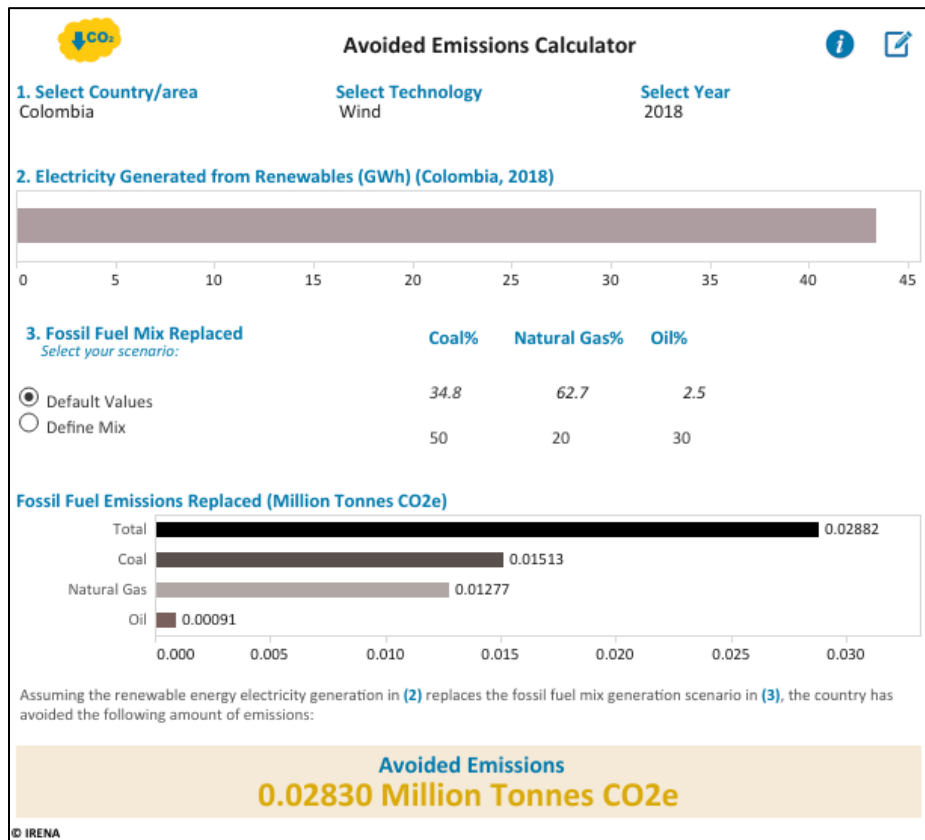 CO₂
Avoided Emissions Calculator
i
1. Select Country/area Select Technology Select Year
Colombia Wind 2018
2. Electricity Generated from Renewables (GWh) (Colombia, 2018)
0 5 10 15 20 25 30 35 40 45
3. Fossil Fuel Mix Replaced Coal% Natural Gas% Oil%
Select your scenario:
Default Values 34.8 62.7 2.5
Define Mix 50 20 30
Fossil Fuel Emissions Replaced (Million Tonnes CO2e)
Total 0.02882
Coal 0.01513
Natural Gas 0.01277
Oil 0.00091
0.000 0.005 0.010 0.015 0.020 0.025 0.030
Assuming the renewable energy electricity generation in (2) replaces the fossil fuel mix generation scenario in (3), the country has
avoided the following amount of emissions:
Avoided Emissions
0.02830 Million Tonnes CO2e
© IRENA